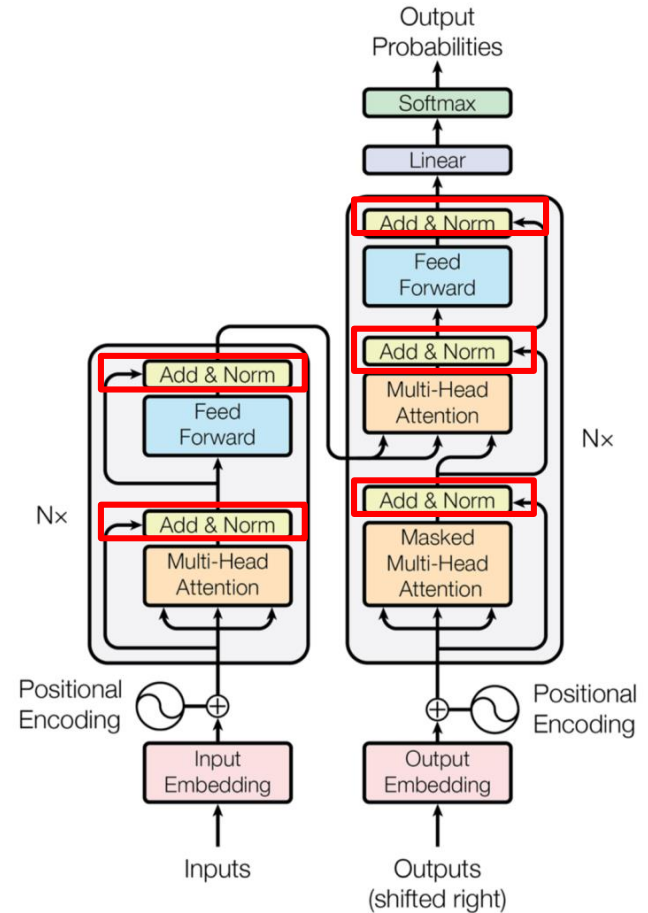 Output
Probabilities
Softmax
Linear
Add & Norm
Feed
Forward
Add & Norm
Multi-Head
Attention
Add & Norm
Masked
Multi-Head
Attention
Nx
Add & Norm
Feed
Forward
Add & Norm
Multi-Head
Attention
Nx
Positional
Encoding
Positional
Encoding
Input
Embedding
Output
Embedding
Inputs
Outputs
(shifted right)